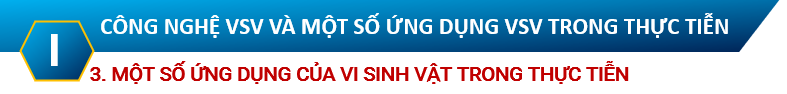 I
CÔNG NGHỆ VSV VÀ MỘT SỐ ỨNG DỤNG VSV TRONG THỰC TIỄN
3. MỘT SỐ ỨNG DỤNG CỦA VI SINH VẬT TRONG THỰC TIỄN